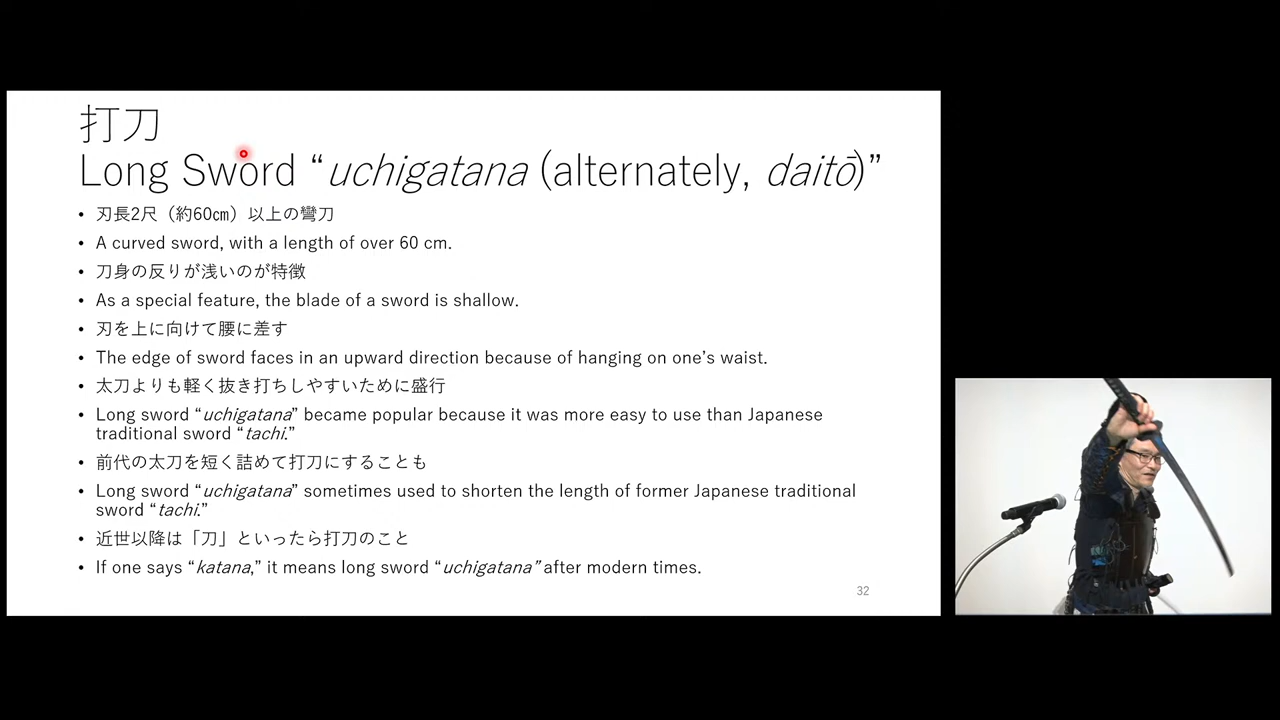 打刀
Long Sword “uchigatana (alternately, daitō)”
• 刃長2尺（約60㎝）以上の彎刀
• A curved sword, with a length of over 60 cm.
• 刀身の反りが浅いのが特徴
• As a special feature, the blade of a sword is shallow.
• 刃を上に向けて腰に差す
• The edge of sword faces in an upward direction because of hanging on one’s waist.
• 太刀よりも軽く抜き打ちしやすいために盛行
• Long sword “uchigatana” became popular because it was more easy to use than Japanese
traditional sword “tachi.”
• 前代の太刀を短く詰めて打刀にすることも
• Long sword “uchigatana” sometimes used to shorten the length of former Japanese traditional
sword “tachi.”
• 近世以降は「刀」といったら打刀のこと
• If one says “katana,” it means long sword “uchigatana” after modern times.
32